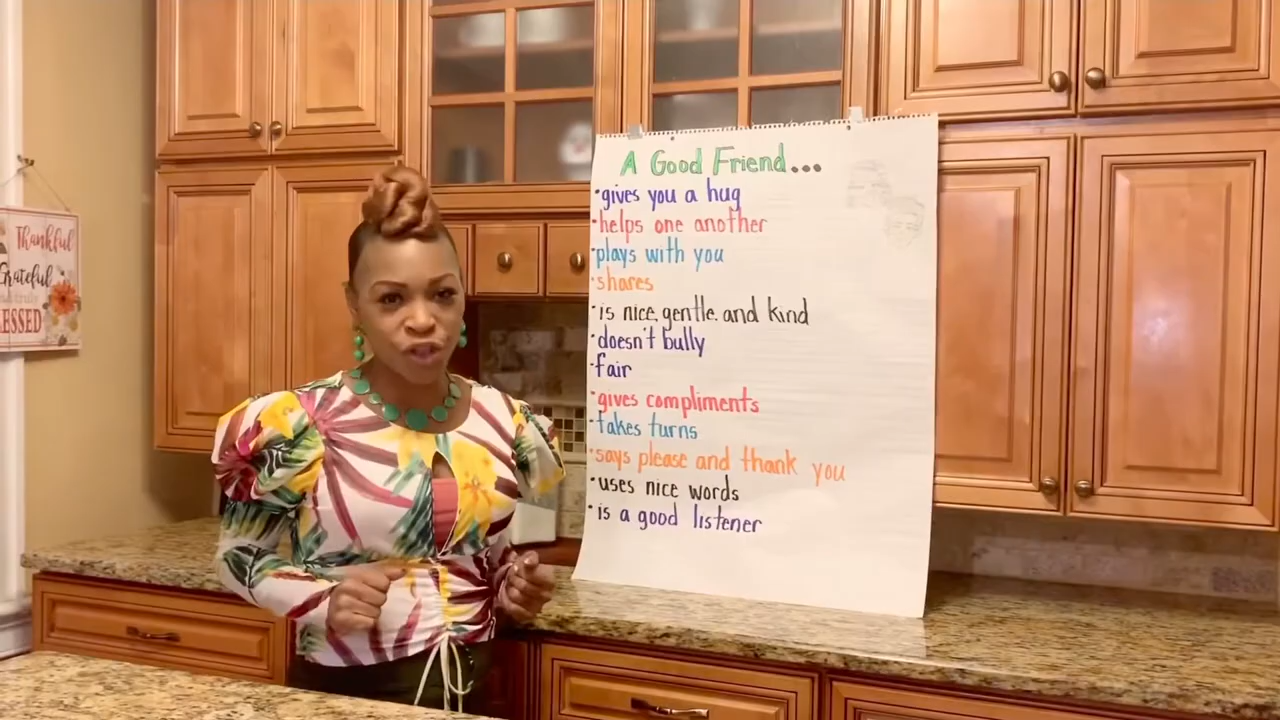 A Good Friend...
•gives you a hug
•helps one another
•plays with you
•shares
•is nice, gentle, and kind
•doesn't bully
•fair
•gives compliments
•takes turns
•says please and thank you
•uses nice words
•is a good listener
Thankful
Grateful